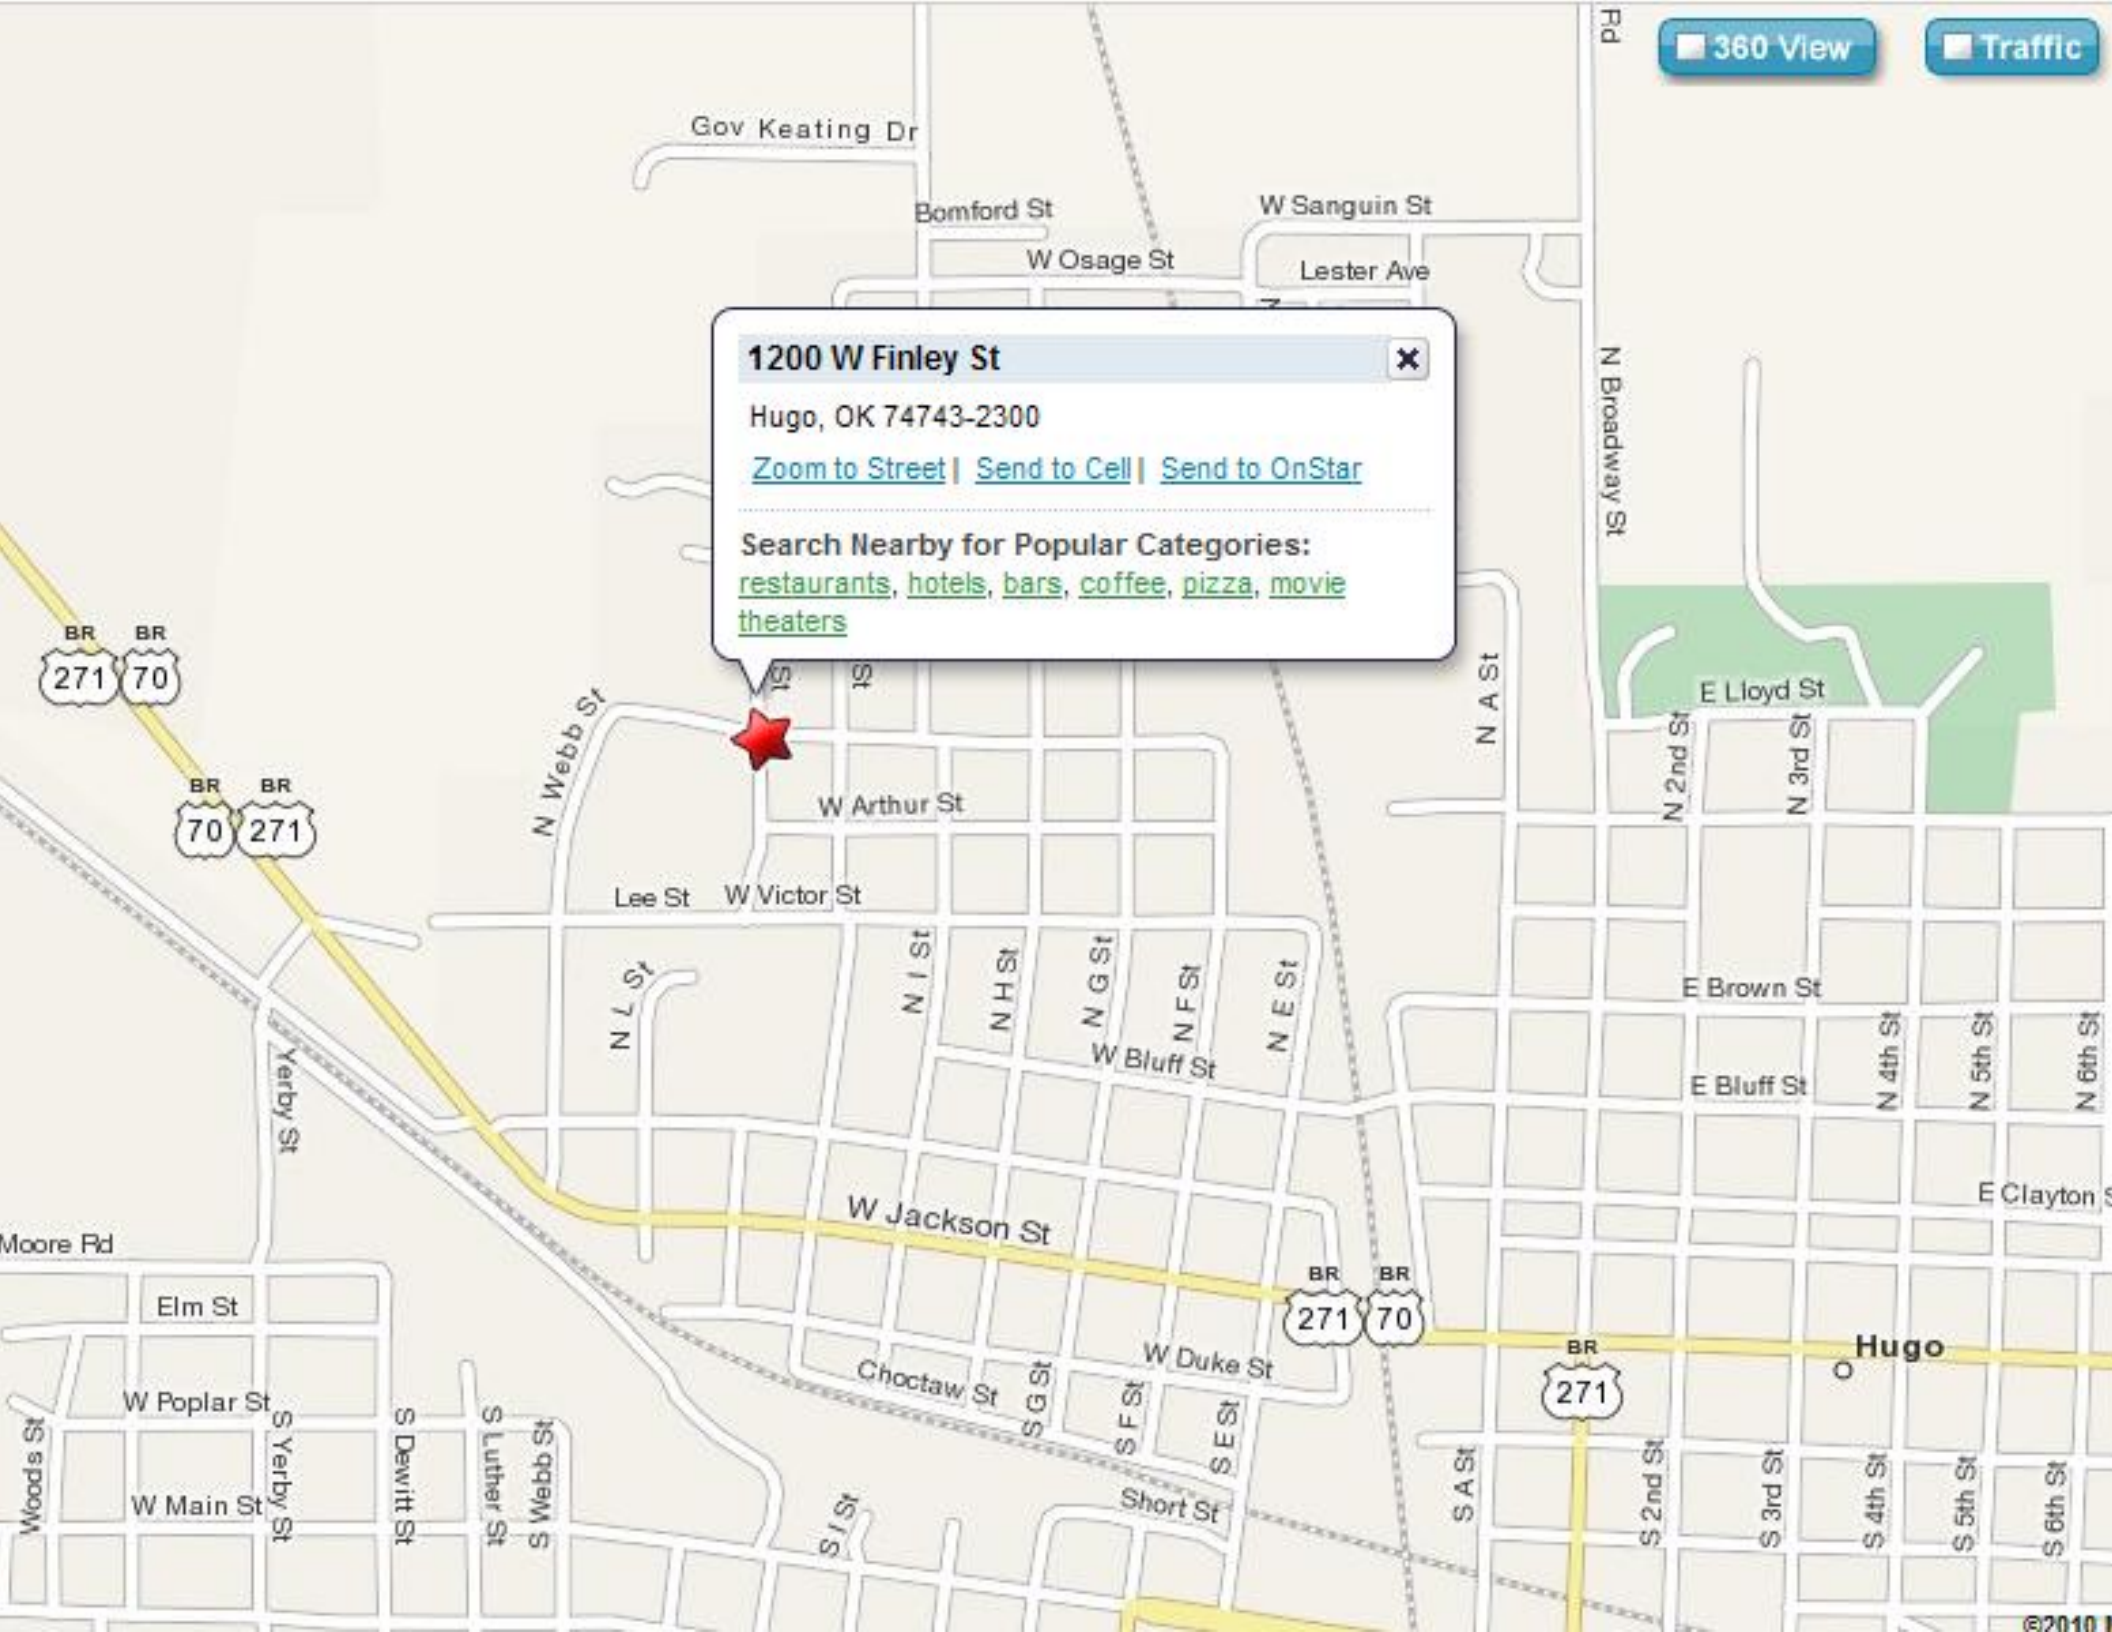 Rd
360 View
Traffic
Gov Keating Dr
Bomford St
W Sanguin St
W Osage St
Lester Ave
N
1200 W Finley St
Hugo, OK 74743-2300
Zoom to Street | Send to Cell | Send to OnStar
Search Nearby for Popular Categories:
restaurants, hotels, bars, coffee, pizza, movie
theaters
N Broadway St
BR BR
271 70
St
St
N Webb St
N A St
E Lloyd St
N 2nd St
N 3rd St
BR BR
70 271
W Arthur St
Lee St
W Victor St
N L St
N I St
N H St
N G St
N F St
N E St
W Bluff St
E Brown St
E Bluff St
N 4th St
N 5th St
N 6th St
Yerby St
W Jackson St
E Clayton S
Moore Rd
BR BR
271 70
Elm St
Hugo
BR
271
W Duke St
Choctaw St
S G St
S F St
S E St
W Poplar St
Woods St
S Yerby St
S Dewitt St
S Luther St
S Webb St
W Main St
S I St
Short St
S A St
S 2nd St
S 3rd St
S 4th St
S 5th St
S 6th St
©2010